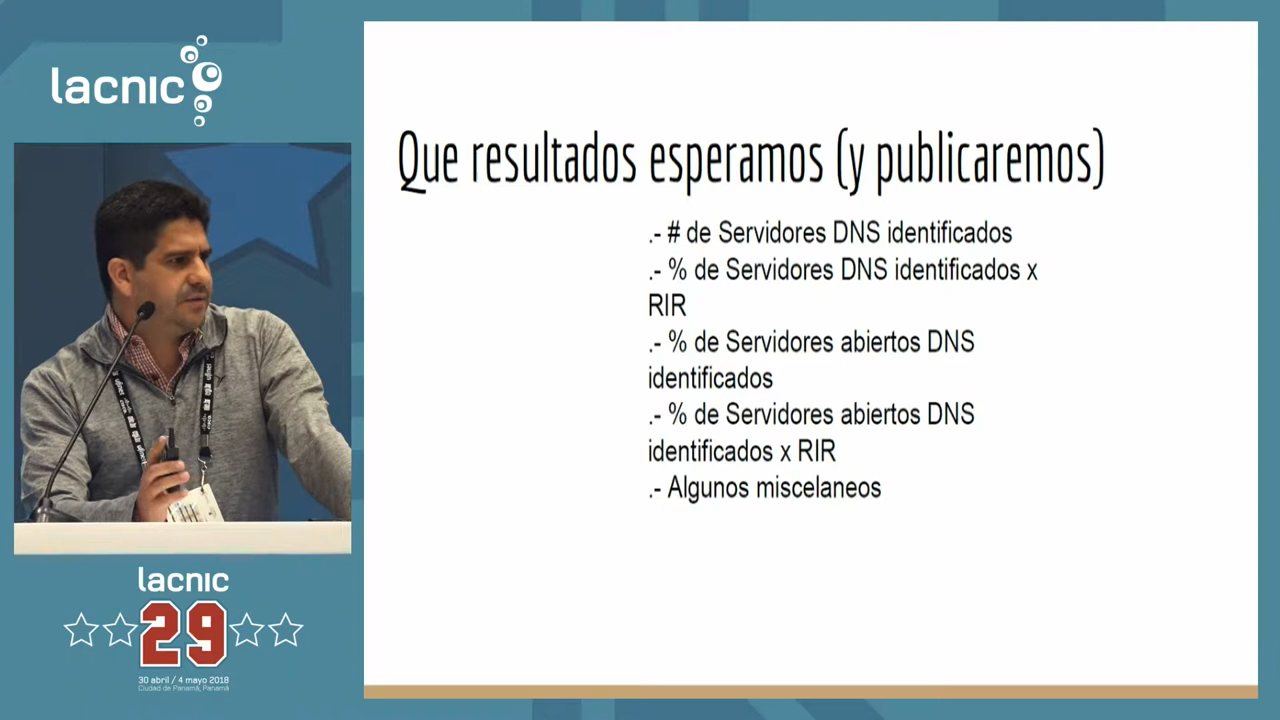 lacnic
Que resultados esperamos (y publicaremos)
.- # de Servidores DNS identificados
.- % de Servidores DNS identificados x
RIR
.- % de Servidores abiertos DNS
identificados
.- % de Servidores abiertos DNS
identificados x RIR
.- Algunos miscelaneos
lacnic
29
30 abril / 4 mayo 2018
Ciudad de Panamá, Panamá